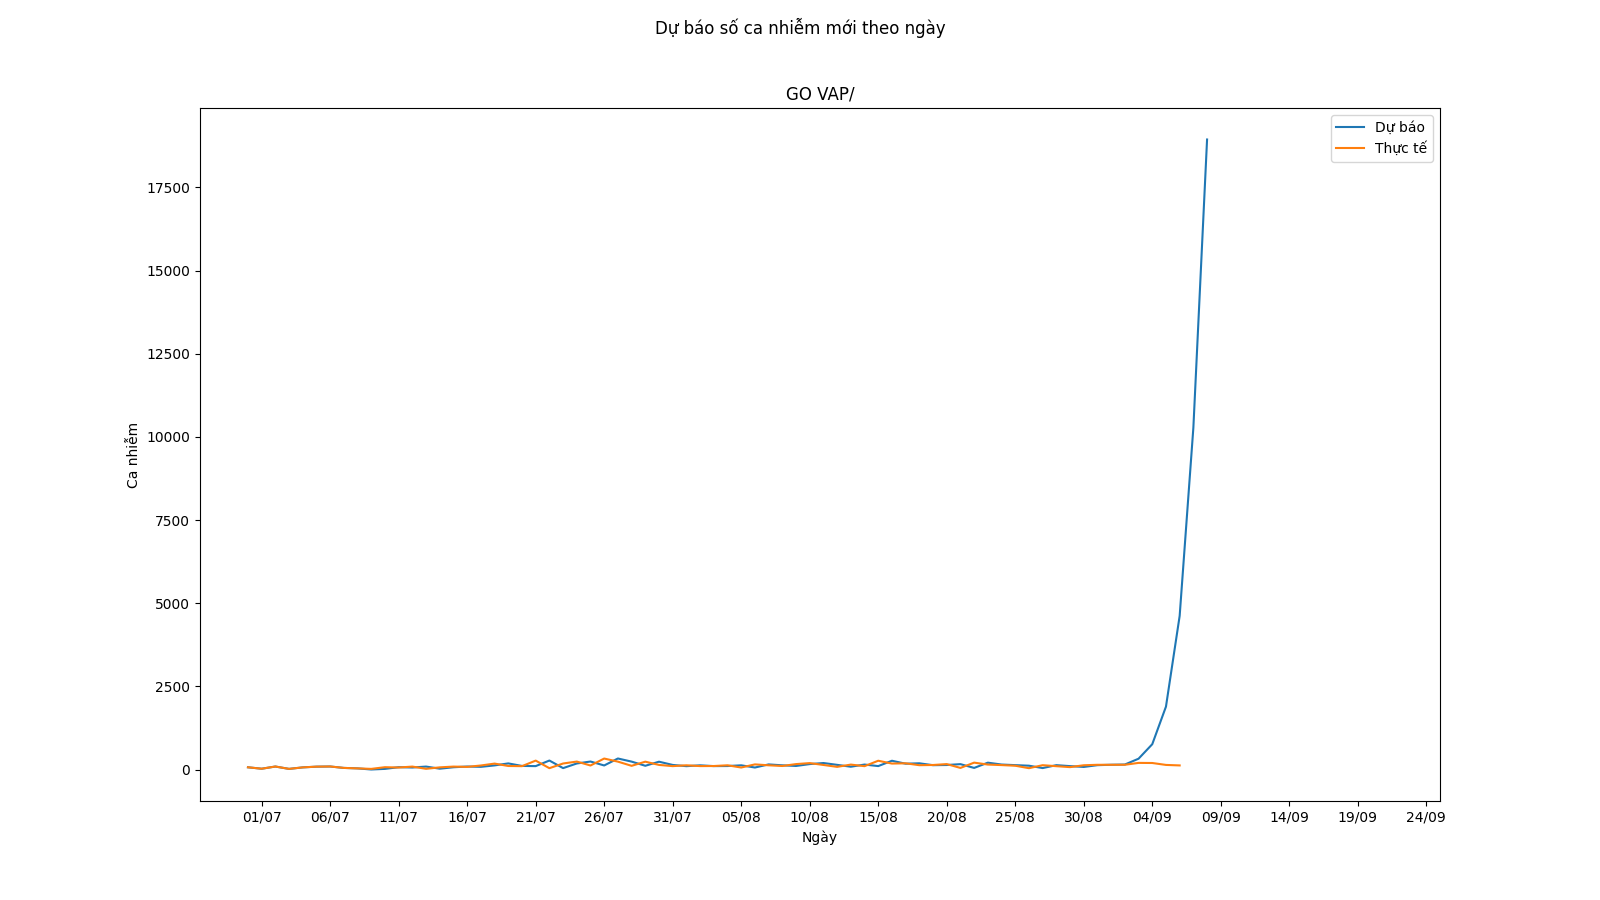 Dự báo số ca nhiễm mới theo ngày
GO VAP/
Dự báo
Thực tế
Ca nhiễm
17500
15000
12500
10000
7500
5000
2500
0
01/07 06/07 11/07 16/07 21/07 26/07 31/07 05/08 10/08 15/08 20/08 25/08 30/08 04/09 09/09 14/09 19/09 24/09
Ngày